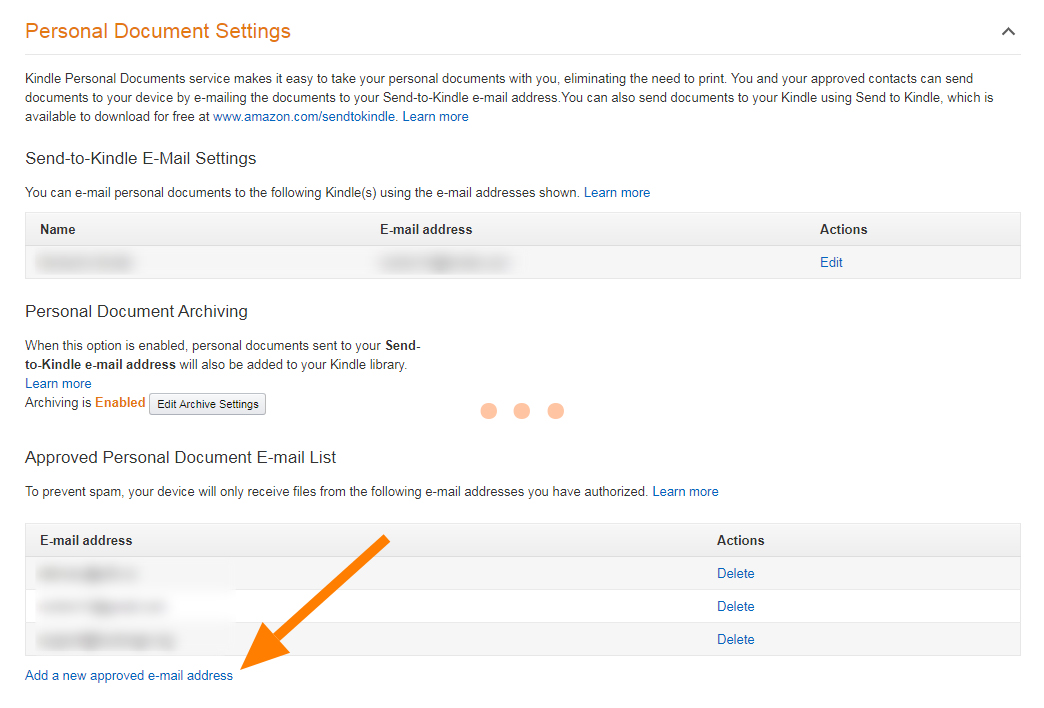 Personal Document Settings
Kindle Personal Documents service makes it easy to take your personal documents with you, eliminating the need to print. You and your approved contacts can send
documents to your device by e-mailing the documents to your Send-to-Kindle e-mail address.You can also send documents to your Kindle using Send to Kindle, which is
available to download for free at www.amazon.com/sendtokindle. Learn more
Send-to-Kindle E-Mail Settings
You can e-mail personal documents to the following Kindle(s) using the e-mail addresses shown. Learn more
Name E-mail address Actions
Edit
Personal Document Archiving
When this option is enabled, personal documents sent to your Send-
to-Kindle e-mail address will also be added to your Kindle library.
Learn more
Archiving is Enabled Edit Archive Settings
Approved Personal Document E-mail List
To prevent spam, your device will only receive files from the following e-mail addresses you have authorized. Learn more
E-mail address Actions
Delete
Delete
Delete
Add a new approved e-mail address